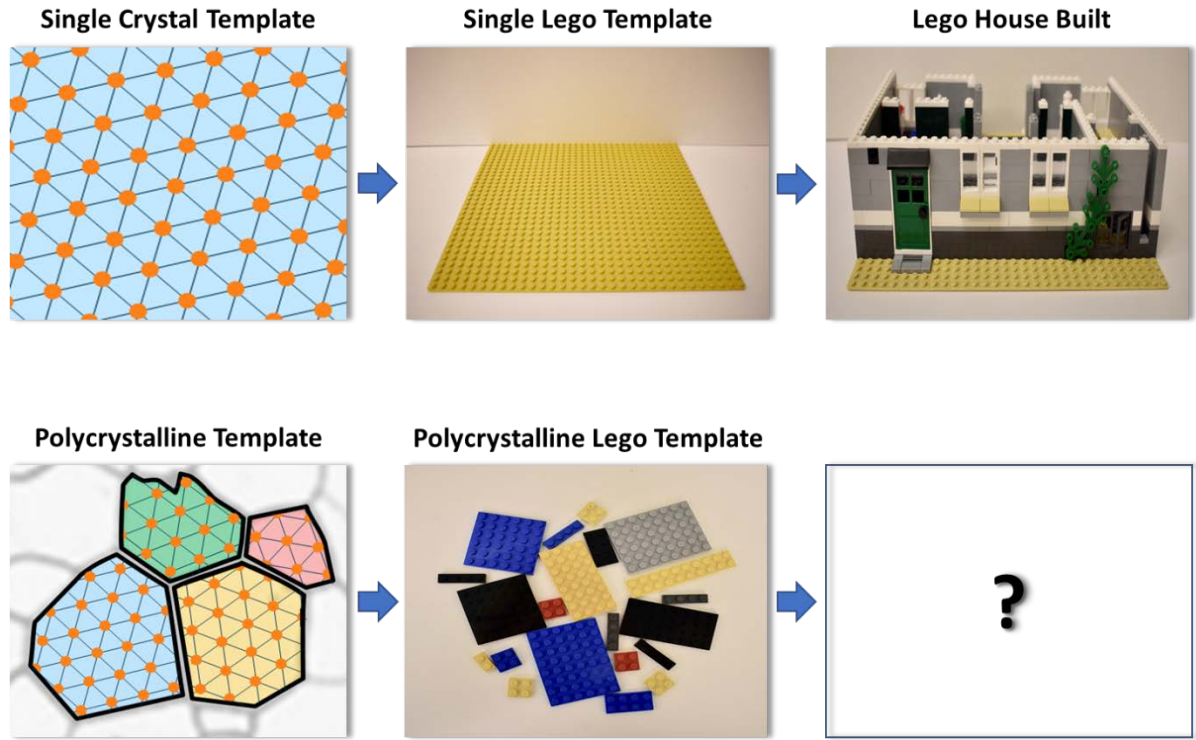 Single Crystal Template
Single Lego Template
Lego House Built
Polycrystalline Template
Polycrystalline Lego Template
?